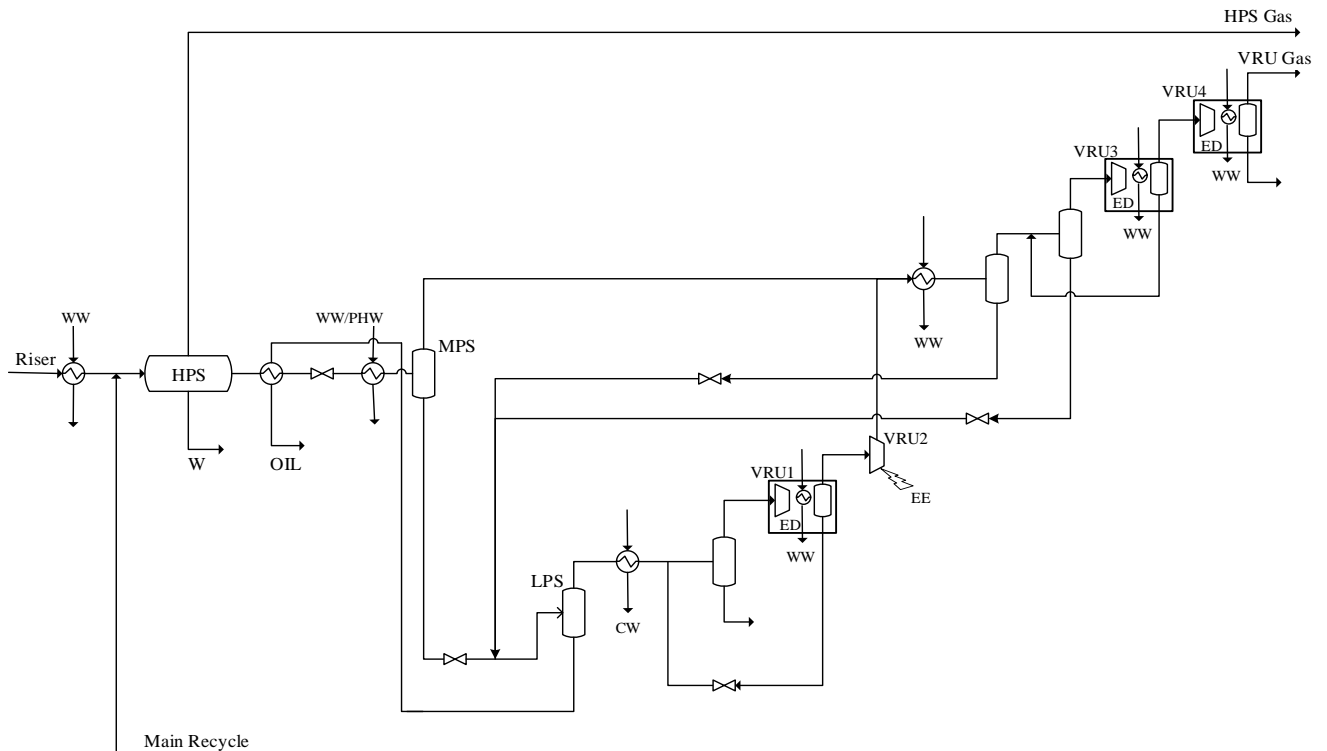 HPS Gas
VRU Gas
VRU4
ED
WW
VRU3
ED
WW
WW
WW
WW/PHW
MPS
Riser
HPS
W
OIL
VRU2
EE
VRU1
ED
WW
LPS
CW
Main Recycle